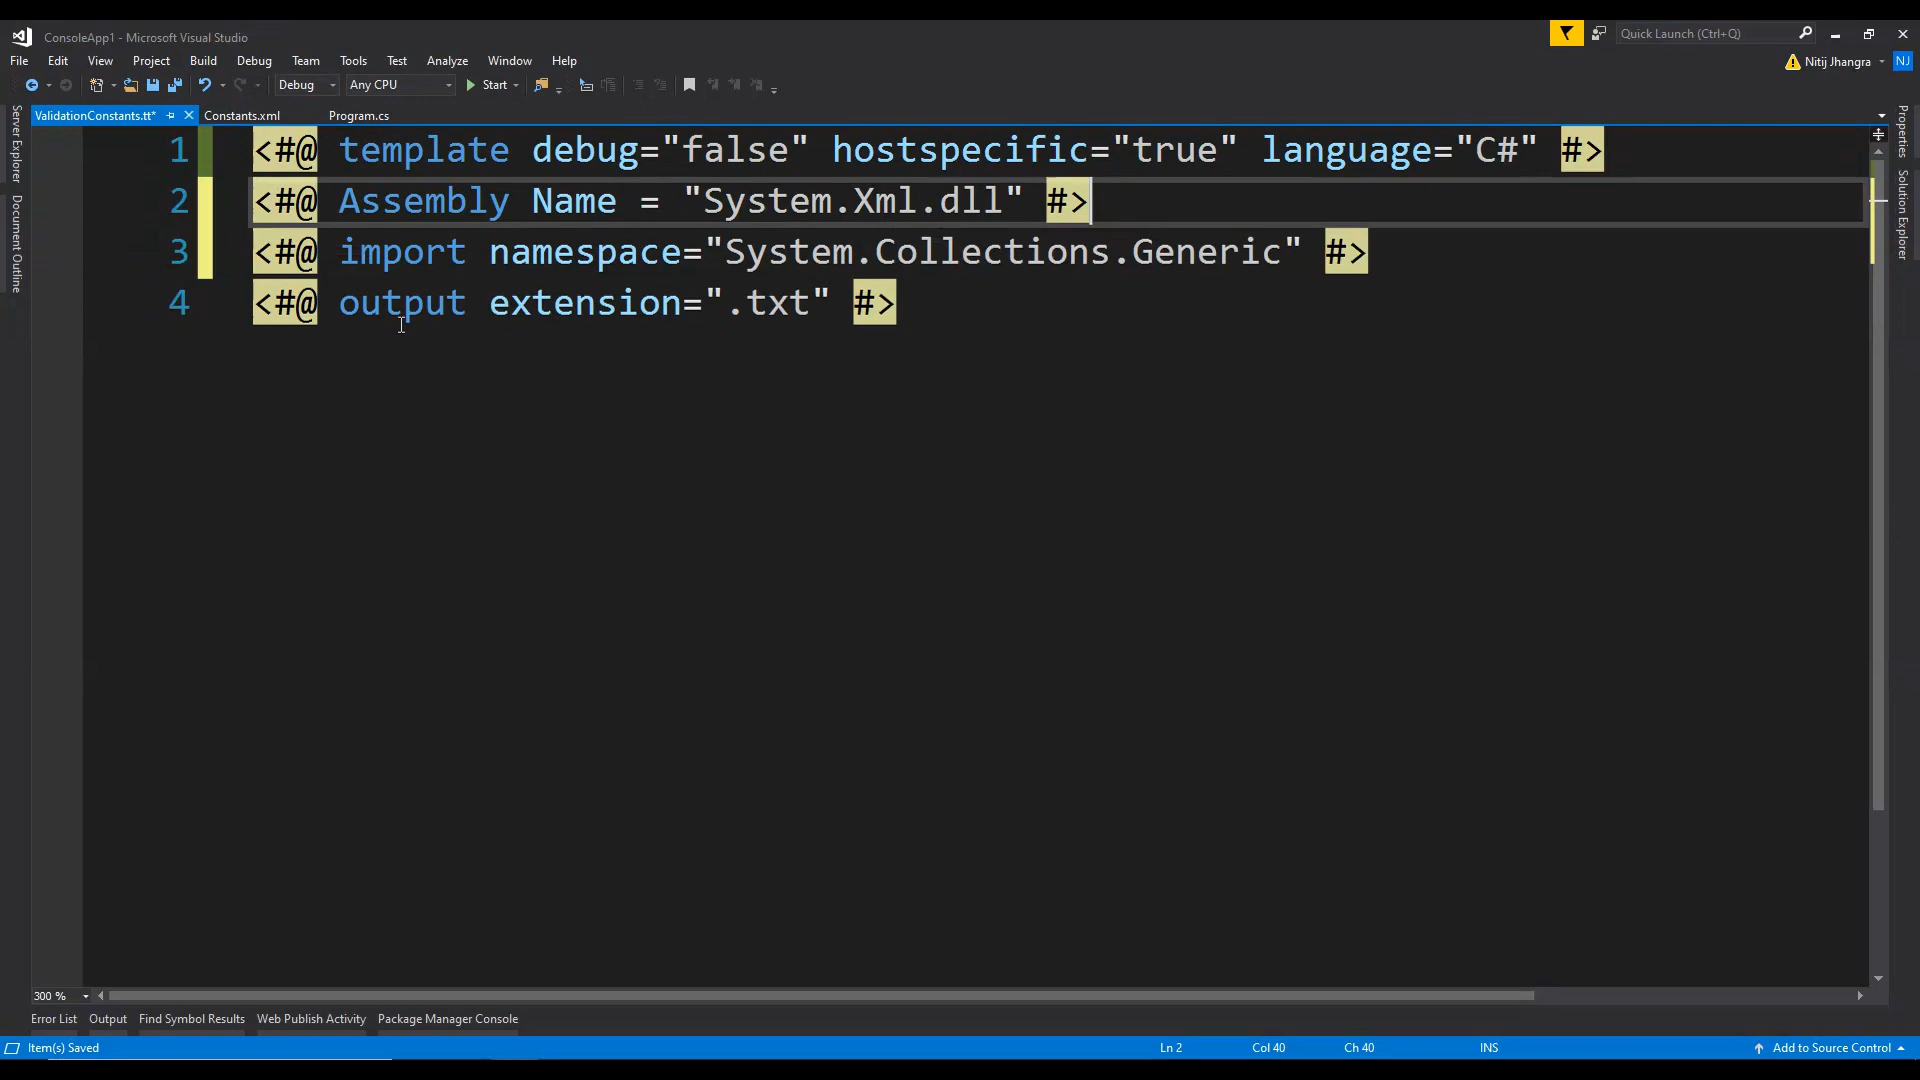 ConsoleApp1 - Microsoft Visual Studio
Quick Launch (Ctrl+Q)
File Edit View Project Build Debug Team Tools Test Analyze Window Help
Nitij Jhangra NJ
Debug Any CPU Start
ValidationConstants.tt* Constants.xml Program.cs
Server Explorer
Document Outline
Properties
Solution Explorer
1 <#@ template debug="false" hostspecific="true" language="C#" #>
2 <#@ Assembly Name = "System.Xml.dll" #>
3 <#@ import namespace="System.Collections.Generic" #>
4 <#@ output extension=".txt" #>
300 %
Error List Output Find Symbol Results Web Publish Activity Package Manager Console
Item(s) Saved Ln 2 Col 40 Ch 40 INS Add to Source Control